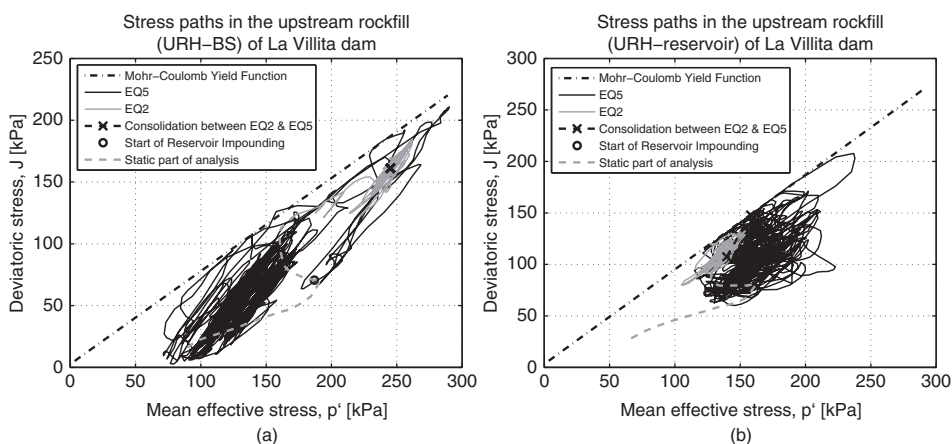 Stress paths in the upstream rockfill
(URH−BS) of La Villita dam
250
200
150
100
50
0
Deviatoric stress, J [kPa]
Mohr−Coulomb Yield Function
EQ5
EQ2
Consolidation between EQ2 & EQ5
Start of Reservoir Impounding
Static part of analysis
0 50 100 150 200 250 300
Mean effective stress, p‘ [kPa]
(a)
Stress paths in the upstream rockfill
(URH−reservoir) of La Villita dam
300
250
200
150
100
50
0
Deviatoric stress, J [kPa]
Mohr−Coulomb Yield Function
EQ5
EQ2
Consolidation between EQ2 & EQ5
Start of Reservoir Impounding
Static part of analysis
0 50 100 150 200 250 300
Mean effective stress, p‘ [kPa]
(b)